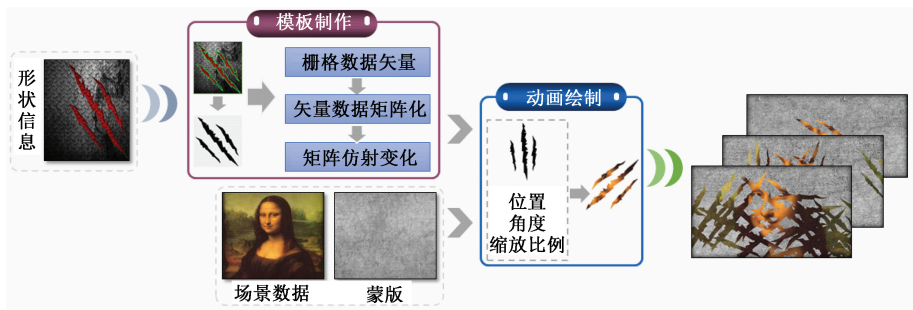 模板制作
形
状
信
息
栅格数据矢量
矢量数据矩阵化
矩阵仿射变化
场景数据
蒙版
动画绘制
位置
角度
缩放比例